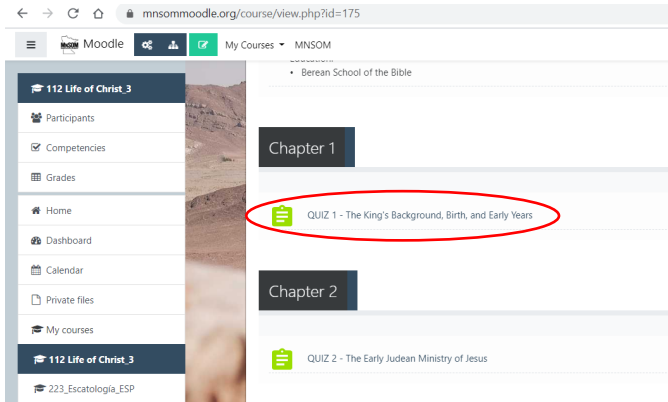 mnsommoodle.org/course/view.php?id=175
MNSOM Moodle My Courses MNSOM
Berean School of the Bible
112 Life of Christ_3
Participants
Competencies
Grades
Home
Dashboard
Calendar
Private files
My courses
112 Life of Christ_3
223_Escatología_ESP
Chapter 1
QUIZ 1 - The King's Background, Birth, and Early Years
Chapter 2
QUIZ 2 - The Early Judean Ministry of Jesus